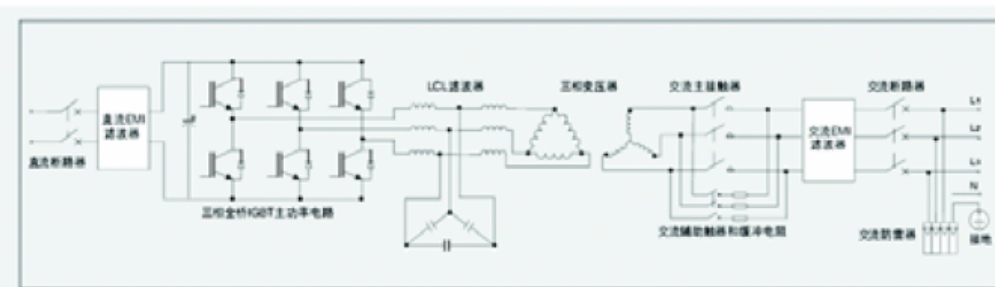 LCL滤波器
三相变压器
交流主接触器
交流断路器
直流EMI
滤波器
交流EMI
滤波器
L1
L2
L3
N
直流断路器
三相全桥IGBT主功率电路
交流辅助触器和缓冲电阻
交流防雷器
接地